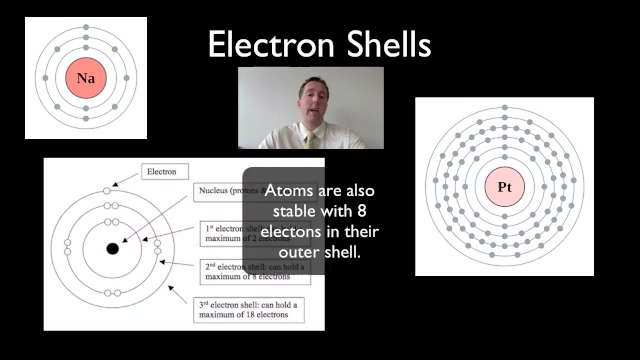 Electron Shells
Na
Pt
Electron
Nucleus (protons &
1st electron shell
maximum of 2 electrons
Atoms are also
stable with 8
electons in their
outer shell.
2nd electron shell: can hold a
maximum of 8 electrons
3rd electron shell: can hold a
maximum of 18 electrons